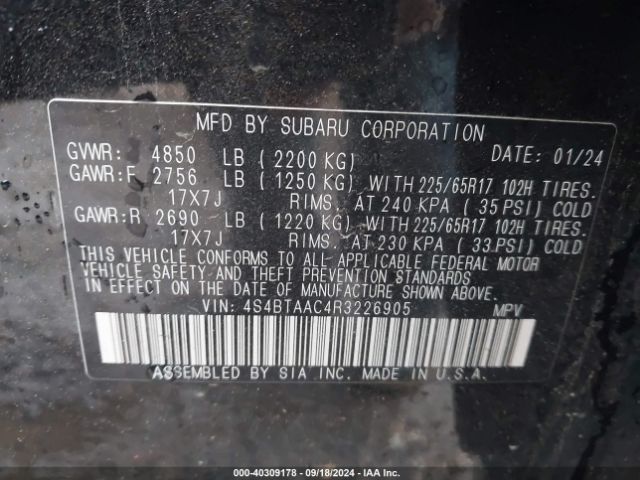 MFD BY SUBARU CORPORATION
GVWR: 4850 LB ( 2200 KG) DATE: 01/24
GAWR:F 2756 LB ( 1250 KG) WITH 225/65R17 102H TIRES.
17X7J RIMS. AT 240 KPA ( 35 PSI) COLD
GAWR:R 2690 LB ( 1220 KG) WITH 225/65R17 102H TIRES.
17X7J RIMS. AT 230 KPA ( 33 PSI) COLD
THIS VEHICLE CONFORMS TO ALL APPLICABLE FEDERAL MOTOR
VEHICLE SAFETY AND THEFT PREVENTION STANDARDS
IN EFFECT ON THE DATE OF MANUFACTURE SHOWN ABOVE.
VIN: 4S4BTAAC4R3226905 MPV
ASSEMBLED BY SIA INC. MADE IN U.S.A.
000-40309178 - 09/18/2024 - IAA Inc.